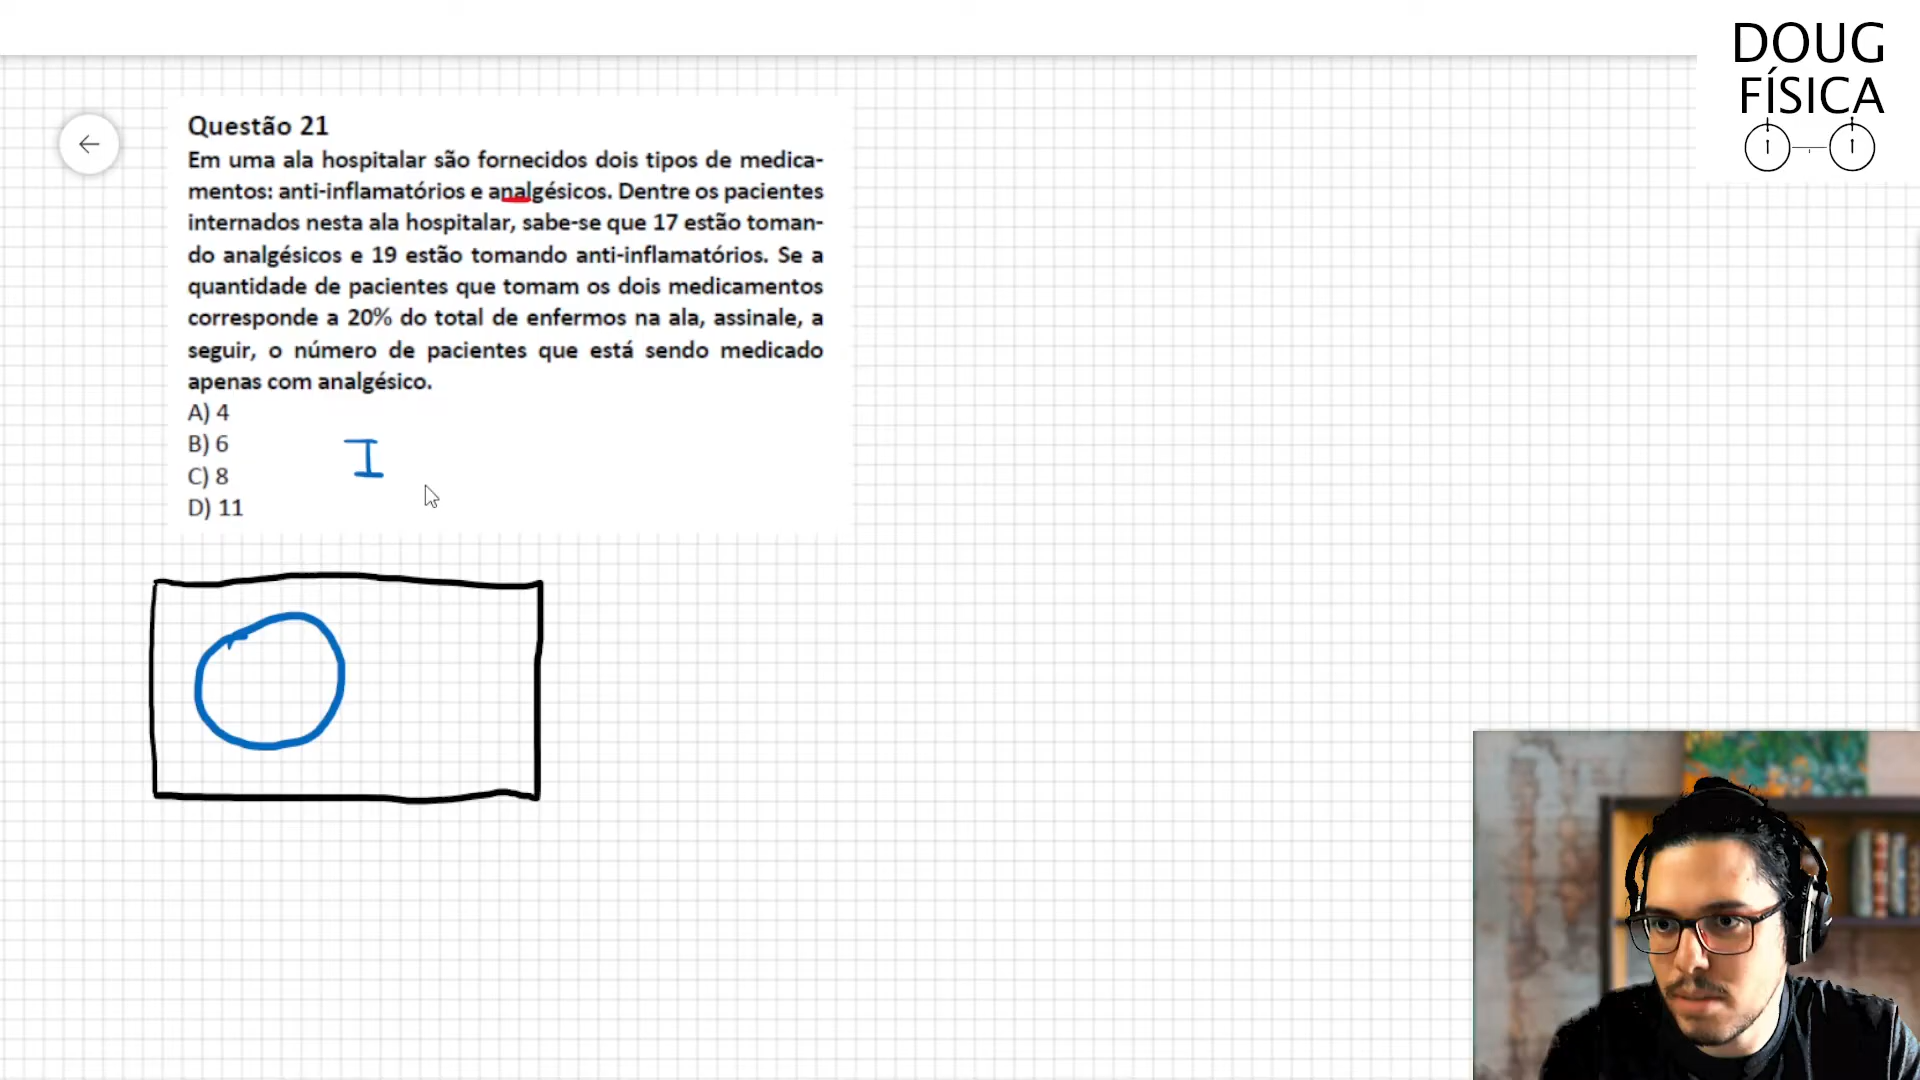 DOUG
FÍSICA
Questão 21
Em uma ala hospitalar são fornecidos dois tipos de medica-
mentos: anti-inflamatórios e analgésicos. Dentre os pacientes
internados nesta ala hospitalar, sabe-se que 17 estão toman-
do analgésicos e 19 estão tomando anti-inflamatórios. Se a
quantidade de pacientes que tomam os dois medicamentos
corresponde a 20% do total de enfermos na ala, assinale, a
seguir, o número de pacientes que está sendo medicado
apenas com analgésico.
A) 4
B) 6
C) 8
D) 11
I